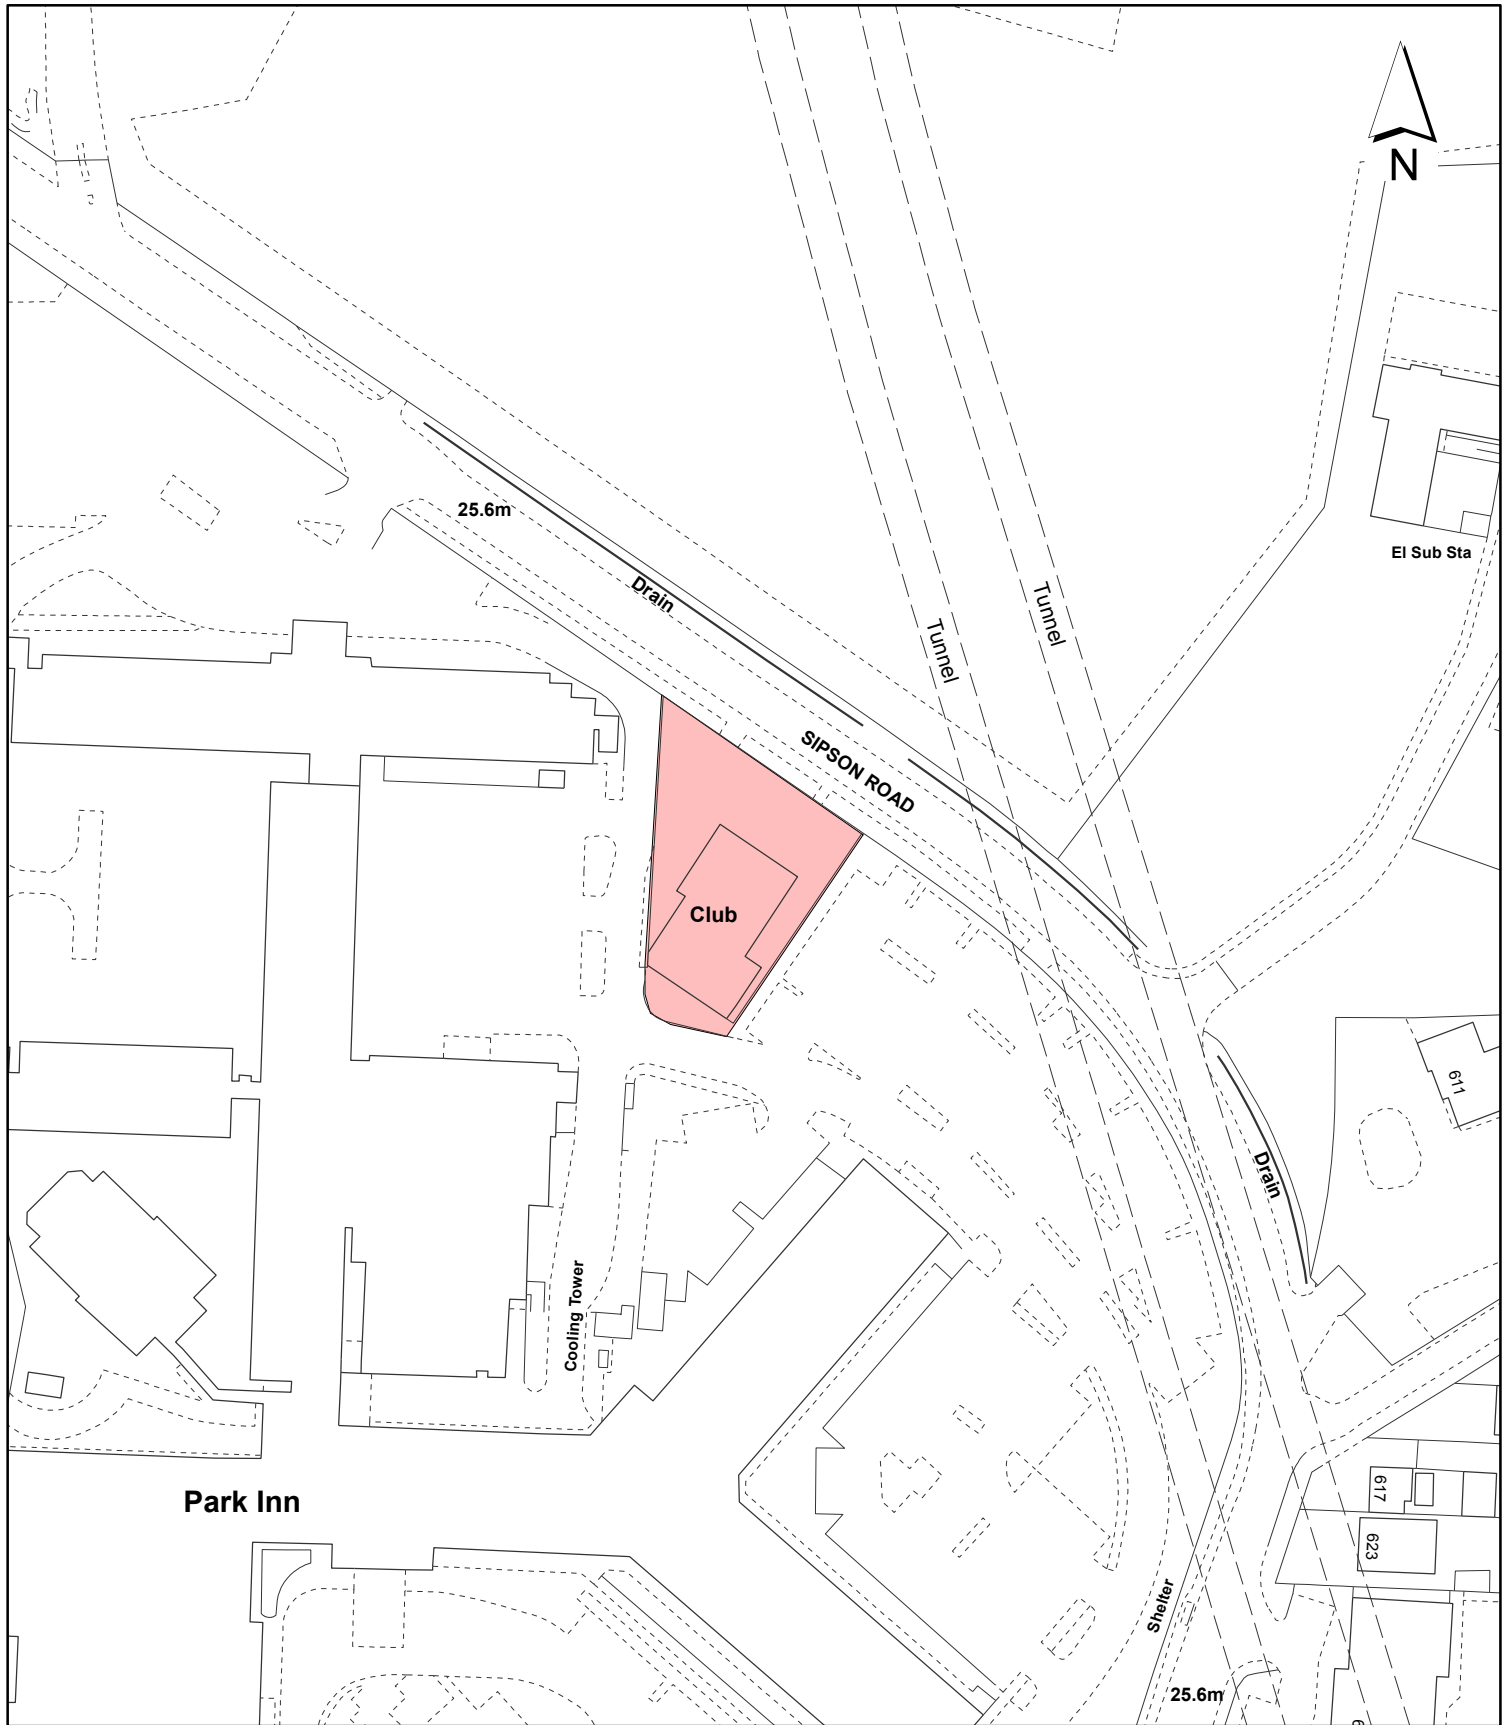 N
25.6m
El Sub Sta
Drain
Tunnel
Tunnel
SIPSON ROAD
Club
611
Drain
Cooling Tower
Park Inn
617
623
Shelter
25.6m